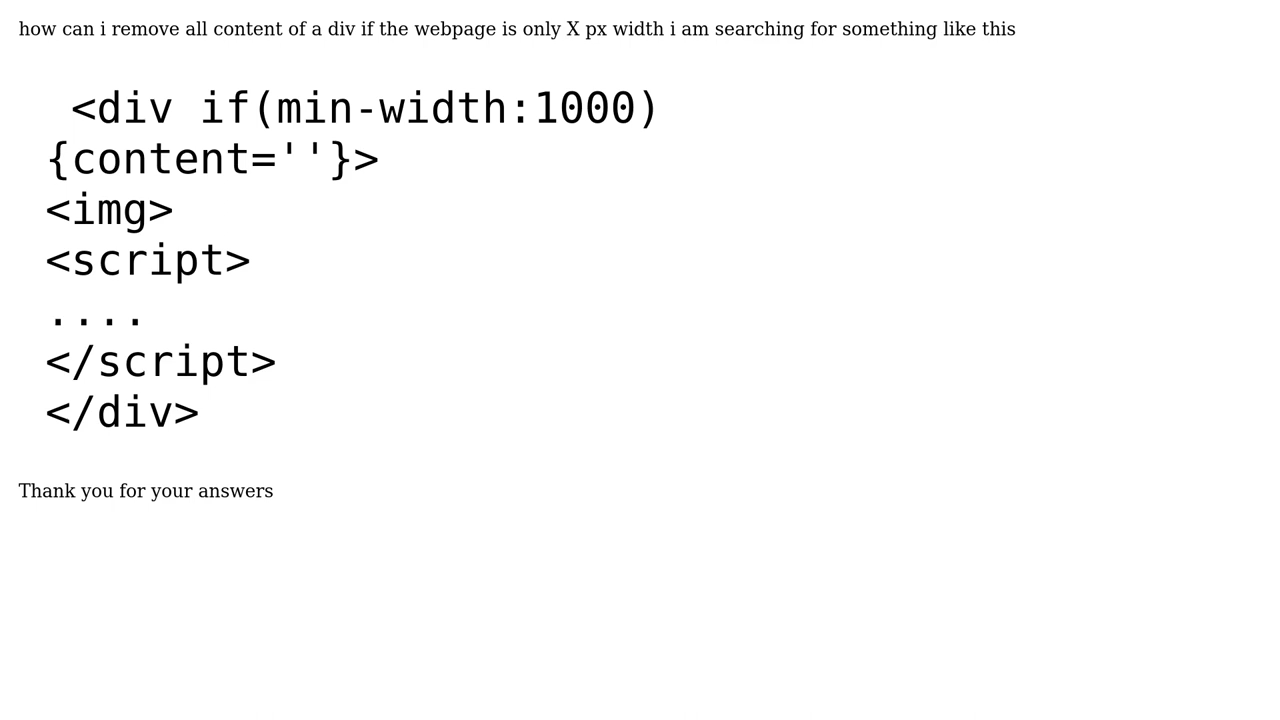 how can i remove all content of a div if the webpage is only X px width i am searching for something like this
<div if(min-width:1000)
{content=''}>
<img>
<script>
....
</script>
</div>
Thank you for your answers